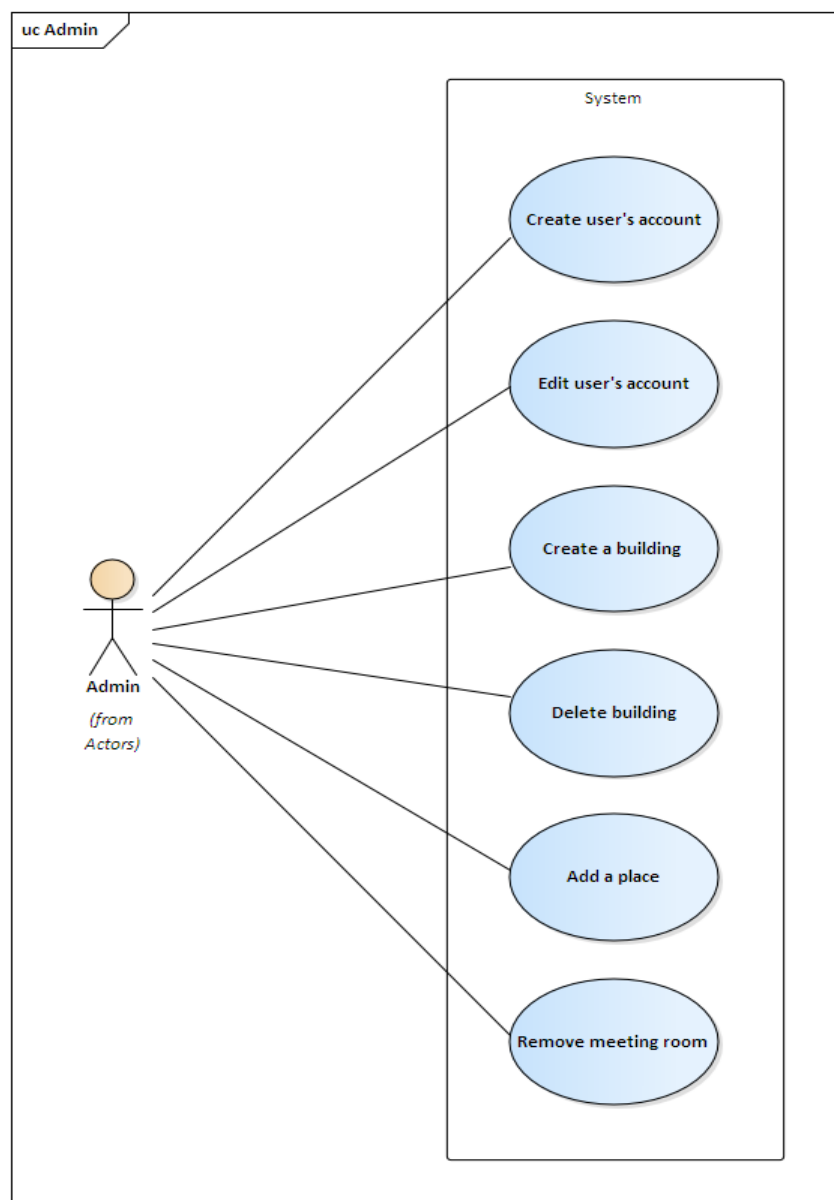 uc Admin
System
Create user's account
Edit user's account
Create a building
Admin
(from
Actors)
Delete building
Add a place
Remove meeting room